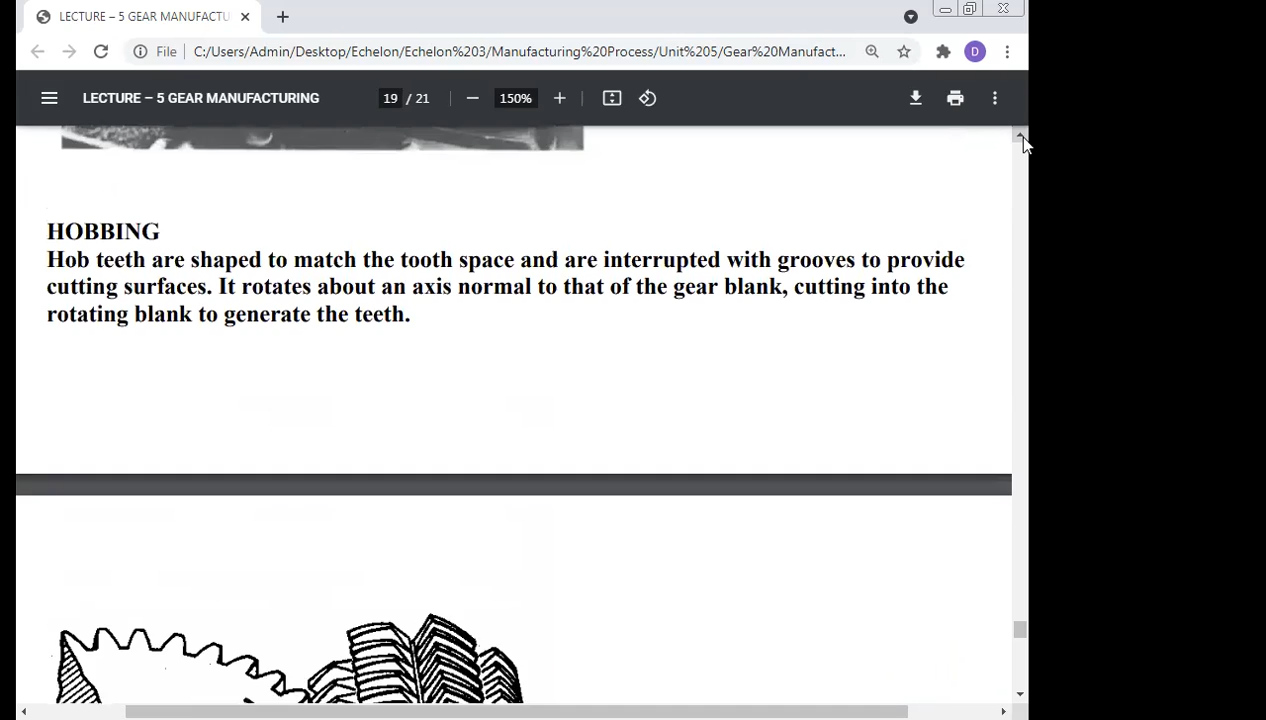 LECTURE – 5 GEAR MANUFACTU
File C:/Users/Admin/Desktop/Echelon/Echelon%203/Manufacturing%20Process/Unit%205/Gear%20Manufact...
D
LECTURE – 5 GEAR MANUFACTURING 19 / 21 150%
HOBBING
Hob teeth are shaped to match the tooth space and are interrupted with grooves to provide
cutting surfaces. It rotates about an axis normal to that of the gear blank, cutting into the
rotating blank to generate the teeth.